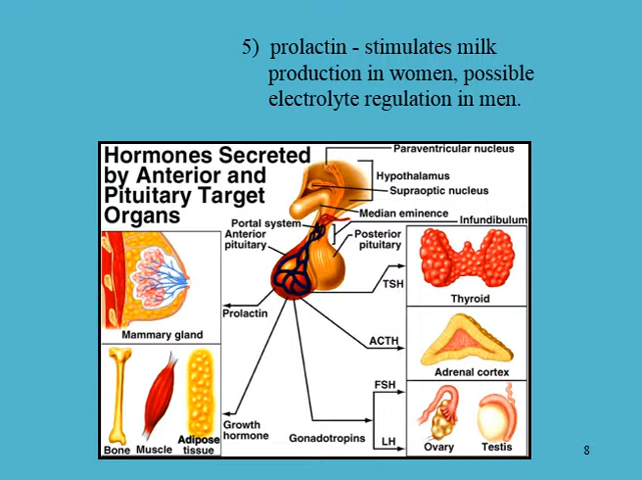 5) prolactin - stimulates milk
production in women, possible
electrolyte regulation in men.
Hormones Secreted
by Anterior and
Pituitary Target
Organs
Paraventricular nucleus
Hypothalamus
Supraoptic nucleus
Median eminence
Infundibulum
Portal system
Anterior
pituitary
Posterior
pituitary
TSH
Thyroid
Prolactin
Mammary gland
ACTH
Adrenal cortex
FSH
Growth
hormone
Gonadotropins
LH
Bone
Muscle
Adipose
tissue
Ovary
Testis
8